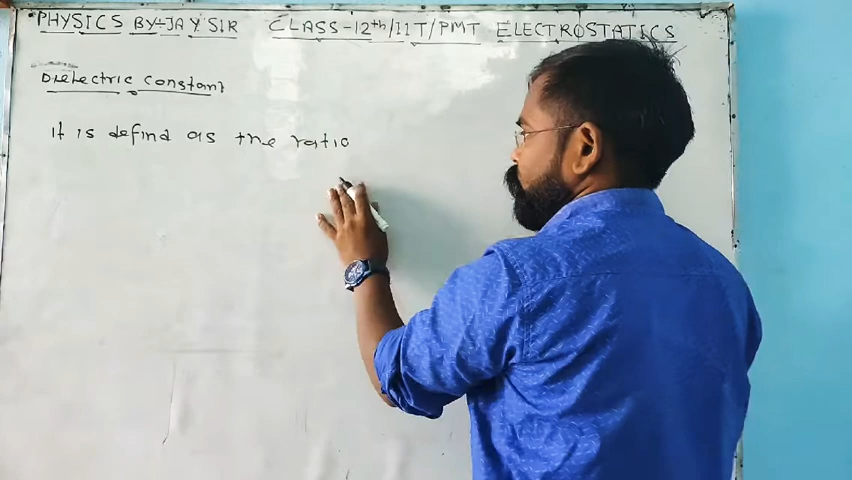 PHYSICS BY-JAY SIR CLASS-12th/IIT/PMT ELECTROSTATICS
Dielectric constant
it is defind as the ratio